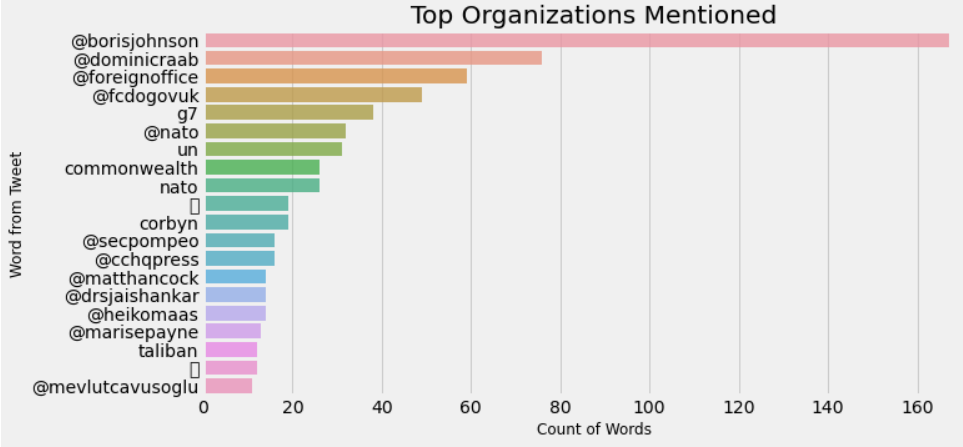 Top Organizations Mentioned
@borisjohnson
@dominicraab
@foreignoffice
@fcdogovuk
g7
@nato
un
commonwealth
nato
corbyn
@secpompeo
@cchqpress
@matthancock
@drsjaishankar
@heikomaas
@marisepayne
taliban
@mevlutcavusoglu
Word from Tweet
0 20 40 60 80 100 120 140 160
Count of Words